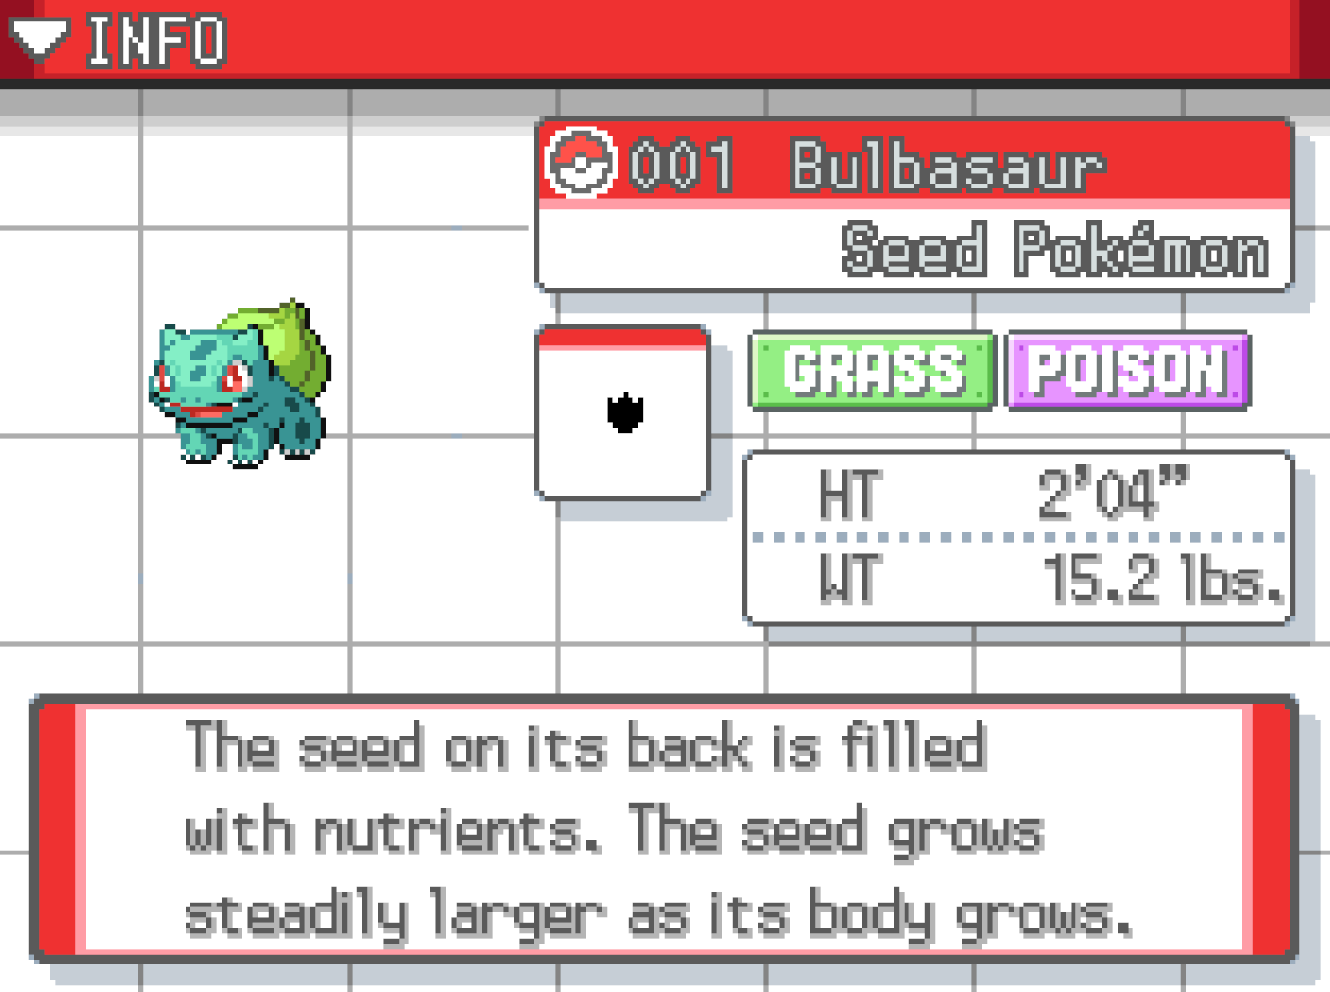 INFO
001 Bulbasaur
Seed Pokémon
GRASS POISON
HT 2’04”
WT 15.2 lbs.
The seed on its back is filled
with nutrients. The seed grows
steadily larger as its body grows.